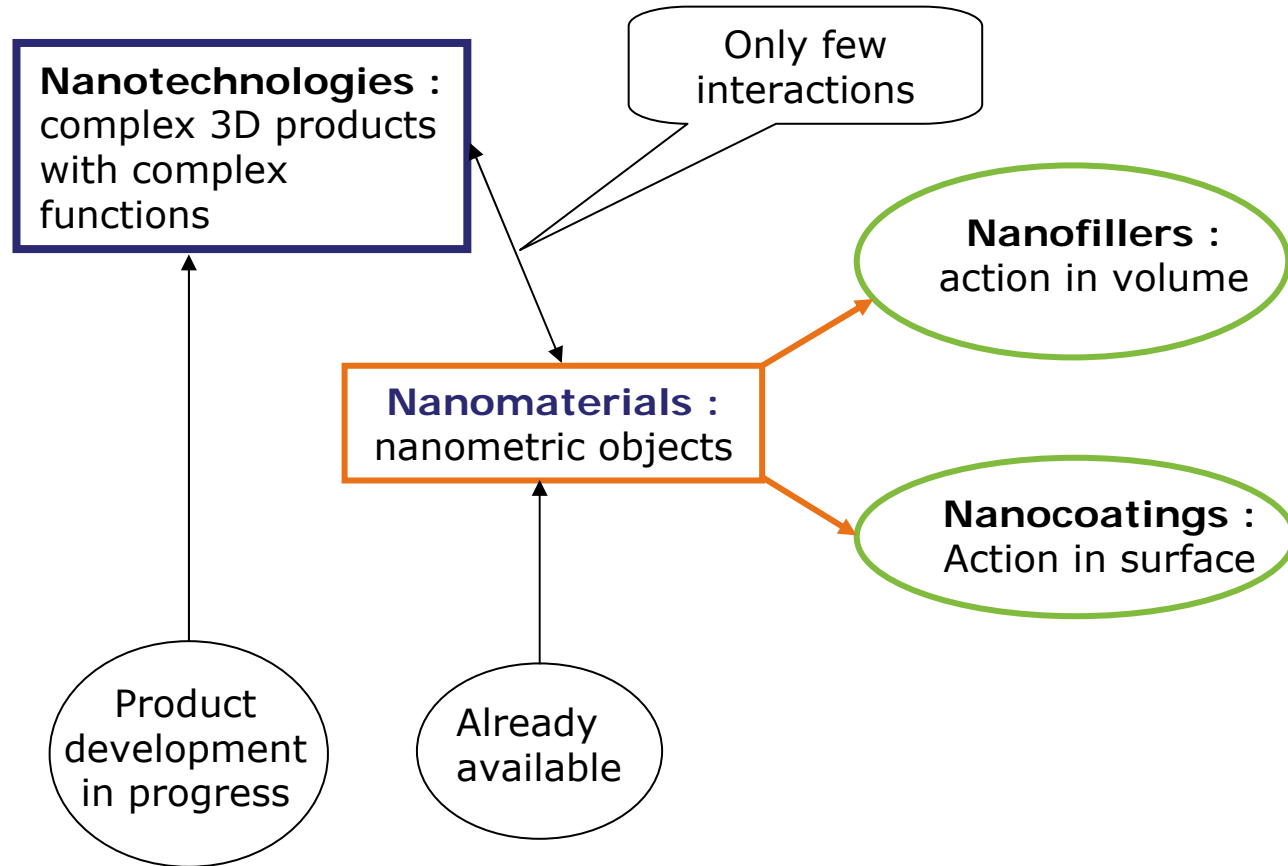 Only few
interactions
Nanotechnologies :
complex 3D products
with complex
functions
Nanofillers :
action in volume
Nanomaterials :
nanometric objects
Nanocoatings :
Action in surface
Product
development
in progress
Already
available